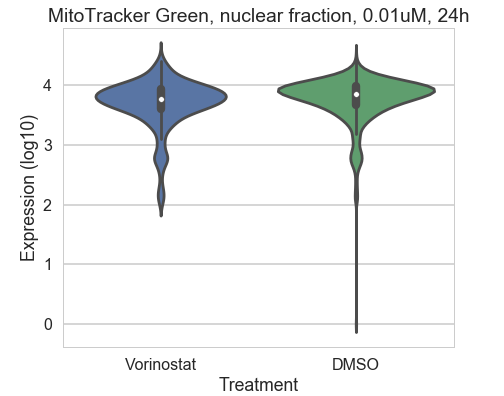 MitoTracker Green, nuclear fraction, 0.01uM, 24h
Expression (log10)
4
3
2
1
0
Vorinostat DMSO
Treatment